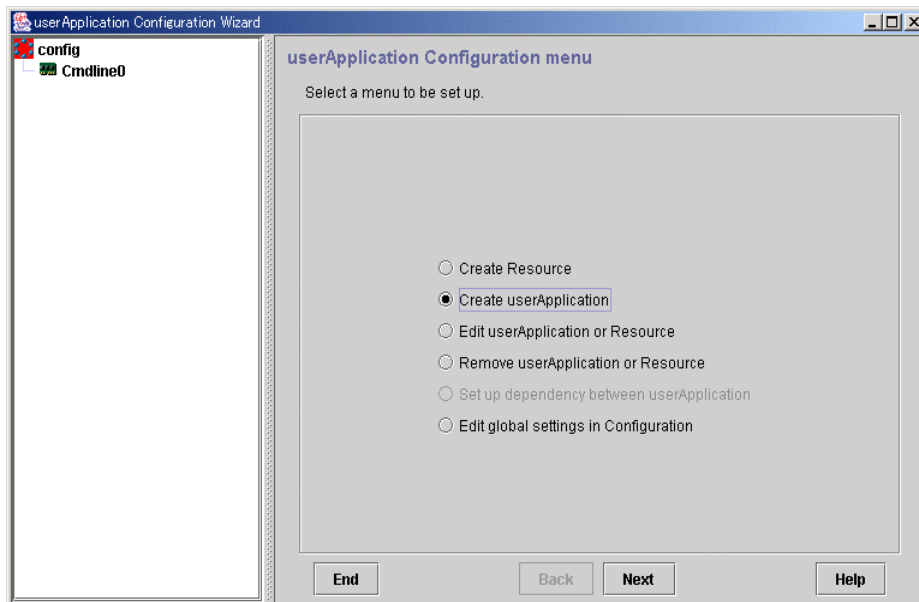 userApplication Configuration Wizard
config
Cmdline0
userApplication Configuration menu
Select a menu to be set up.
Create Resource
Create userApplication
Edit userApplication or Resource
Remove userApplication or Resource
Set up dependency between userApplication
Edit global settings in Configuration
End
Back
Next
Help